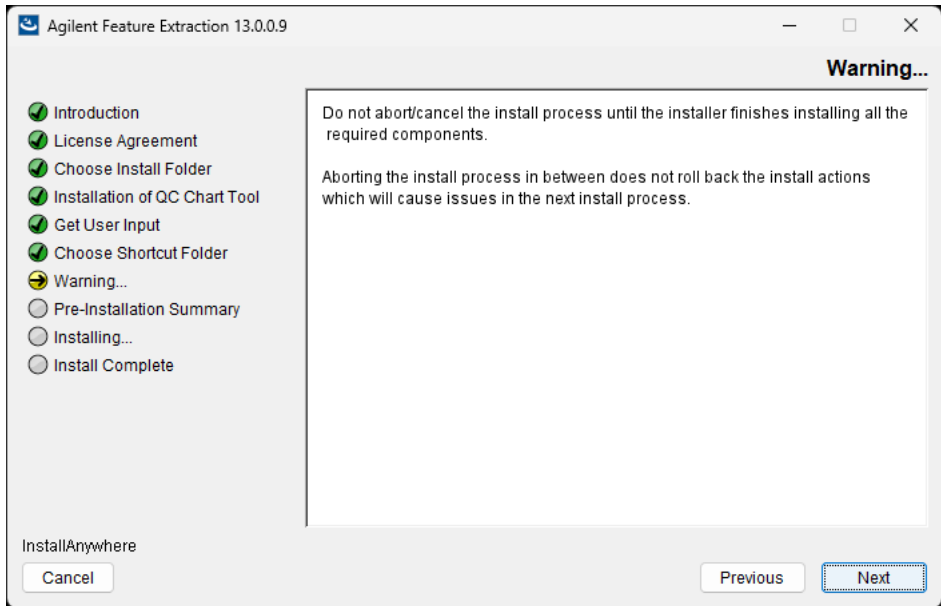 Agilent Feature Extraction 13.0.0.9
Warning...
Introduction
License Agreement
Choose Install Folder
Installation of QC Chart Tool
Get User Input
Choose Shortcut Folder
Warning...
Pre-Installation Summary
Installing...
Install Complete
Do not abort/cancel the install process until the installer finishes installing all the
required components.
Aborting the install process in between does not roll back the install actions
which will cause issues in the next install process.
InstallAnywhere
Cancel
Previous
Next